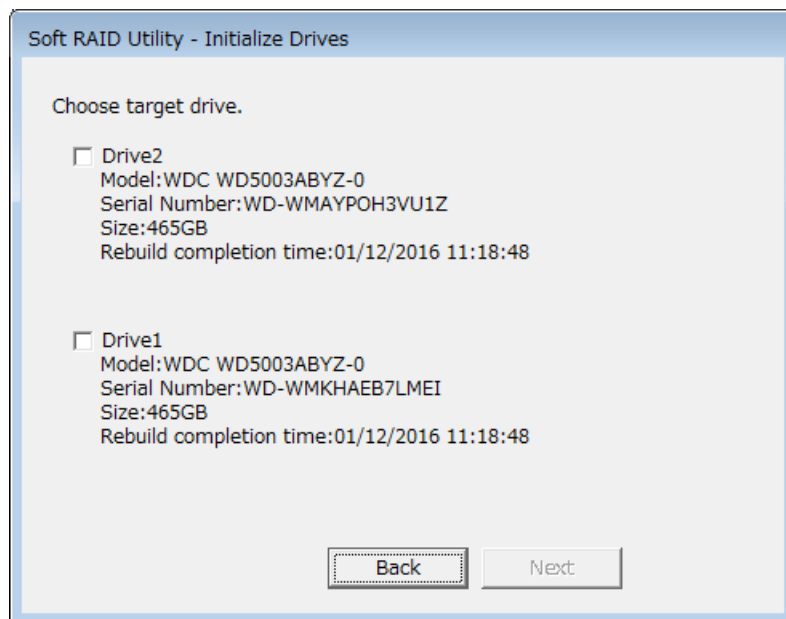 Soft RAID Utility - Initialize Drives
Choose target drive.
Drive2
Model:WDC WD5003ABYZ-0
Serial Number:WD-WMAYPOH3VU1Z
Size:465GB
Rebuild completion time:01/12/2016 11:18:48
Drive1
Model:WDC WD5003ABYZ-0
Serial Number:WD-WMKHAEB7LMEI
Size:465GB
Rebuild completion time:01/12/2016 11:18:48
Back
Next